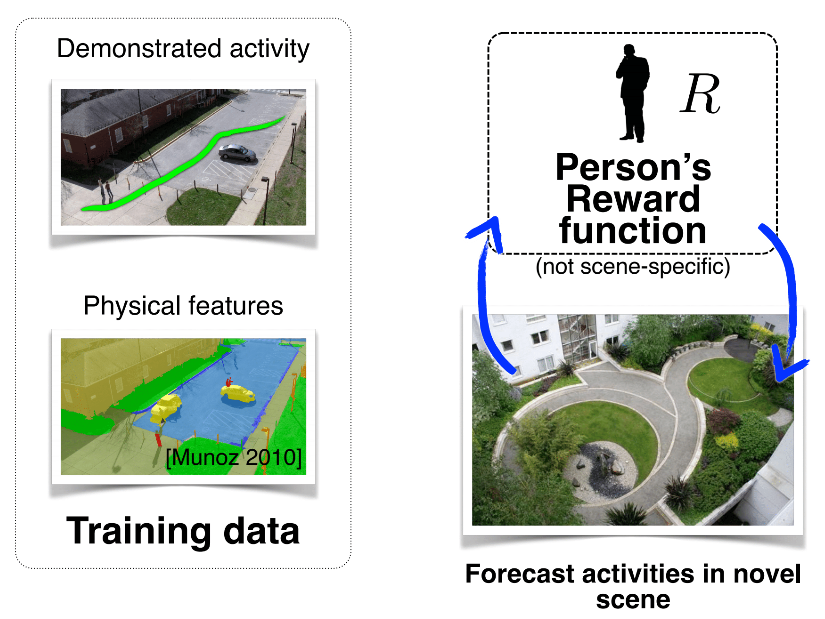 Demonstrated activity
Physical features
[Munoz 2010]
Training data
R
Person's
Reward
function
(not scene-specific)
Forecast activities in novel
scene